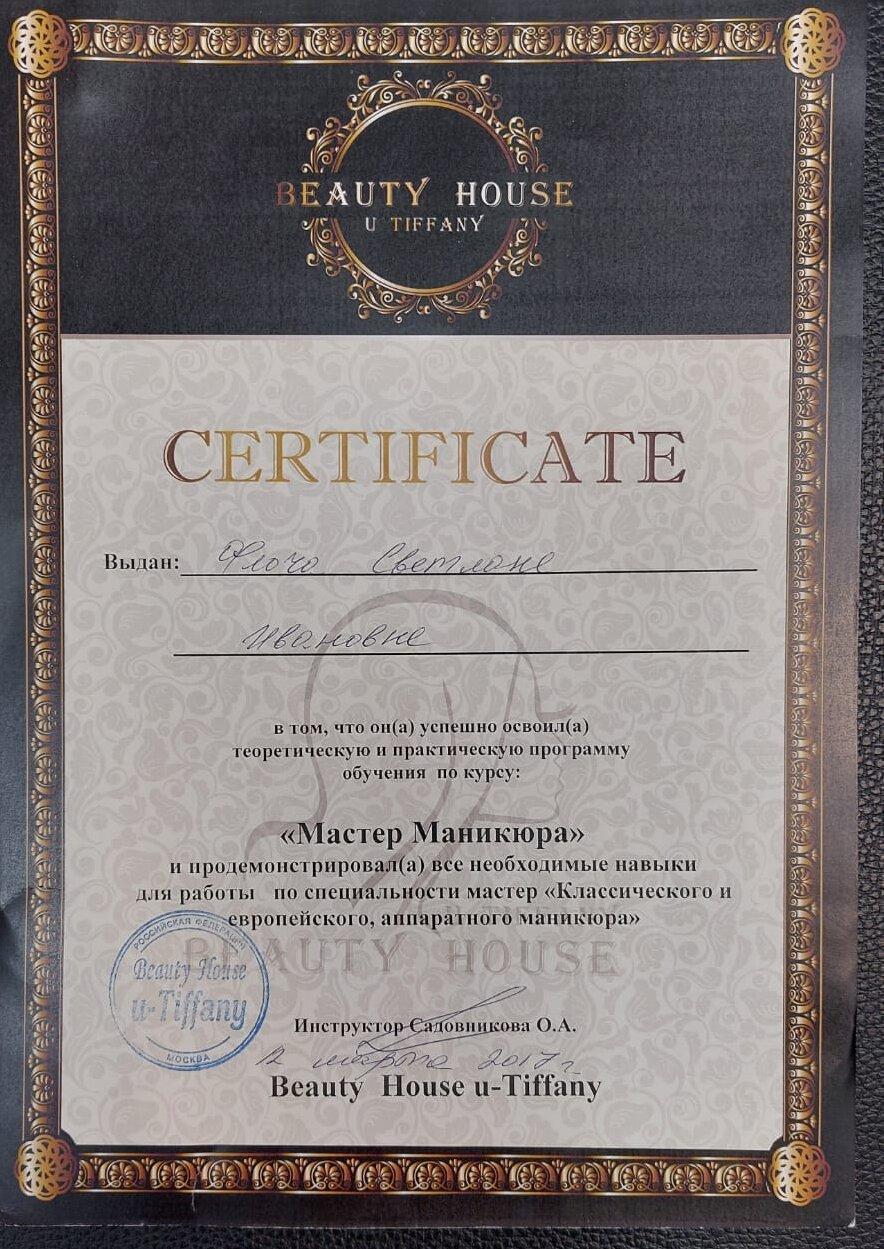 BEAUTY HOUSE
U TIFFANY
CERTIFICATE
Выдан: Флочо Светлане
Ивановне
в том, что он(а) успешно освоил(а)
теоретическую и практическую программу
обучения по курсу:
«Мастер Маникюра»
и продемонстрировал(а) все необходимые навыки
для работы по специальности мастер «Классического и
европейского, аппаратного маникюра»
BEAUTY HOUSE
РОССИЙСКАЯ ФЕДЕРАЦИЯ
Beauty House
u-Tiffany
МОСКВА
Инструктор Садовникова О.А.
12 марта 2017 г.
Beauty House u-Tiffany